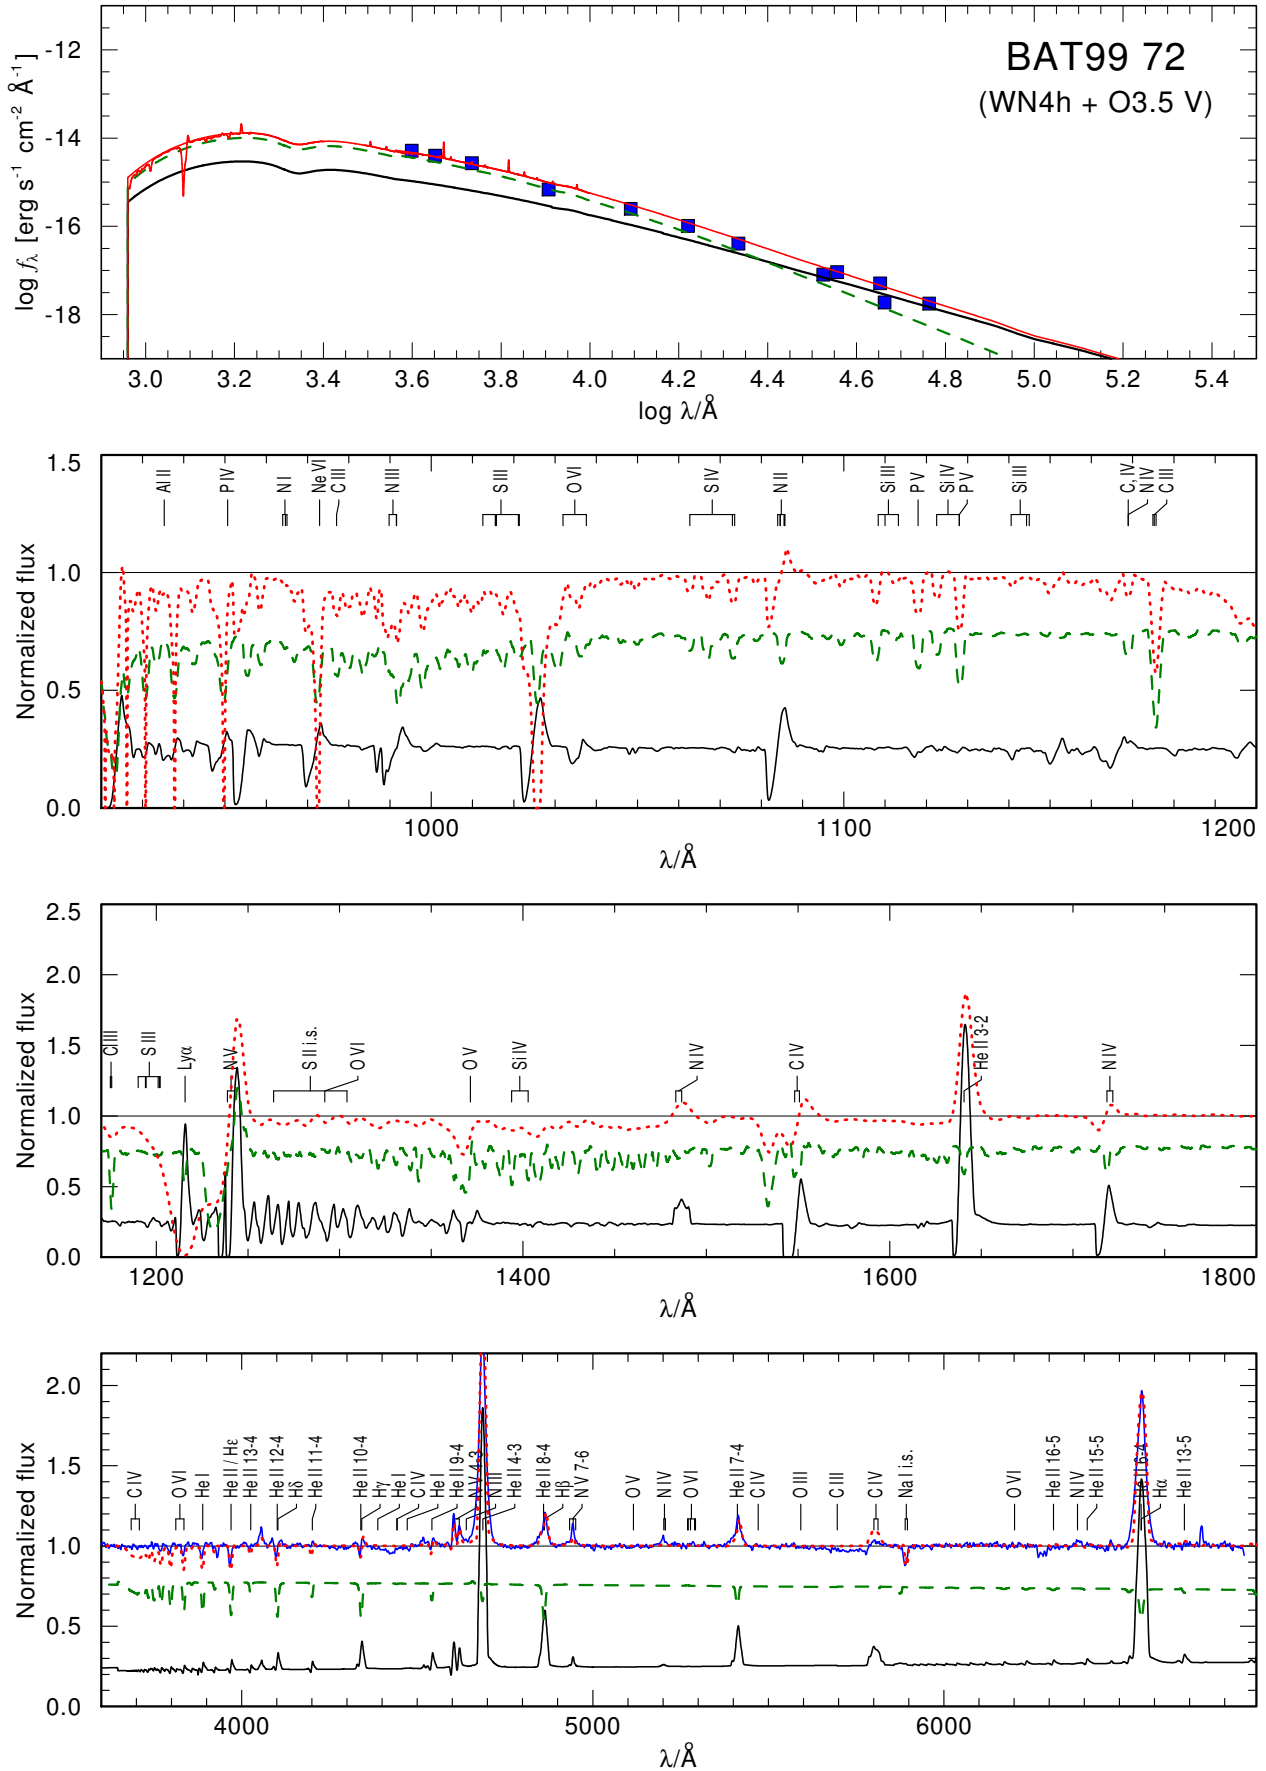 BAT99 72
(WN4h + O3.5 V)
log fλ [erg s-1 cm-2 Å-1]
-12
-14
-16
-18
3.0 3.2 3.4 3.6 3.8 4.0 4.2 4.4 4.6 4.8 5.0 5.2 5.4
log λ/Å
Normalized flux
1.5
1.0
0.5
0.0
Al II P IV N I Ne VI C III N III S III O VI S IV N II Si III P V Si IV P V Si III C, IV N IV C III
1000 1100 1200
λ/Å
Normalized flux
2.5
2.0
1.5
1.0
0.5
0.0
C III S III Lyα N V S II i.s. O VI O V Si IV N IV C IV He II 3-2 N IV
1200 1400 1600 1800
λ/Å
Normalized flux
2.0
1.5
1.0
0.5
0.0
C IV O VI He I He II / Hε He II 13-4 He II 12-4 Hδ He II 11-4 He II 10-4 Hγ He I C IV He I He II 9-4 N V 4-3 N III He II 4-3 He II 8-4 Hβ N V 7-6 O V N IV O VI He II 7-4 C IV O III C III C IV Na I i.s. O VI He II 16-5 N IV He II 15-5 Hα He II 13-5
4000 5000 6000
λ/Å